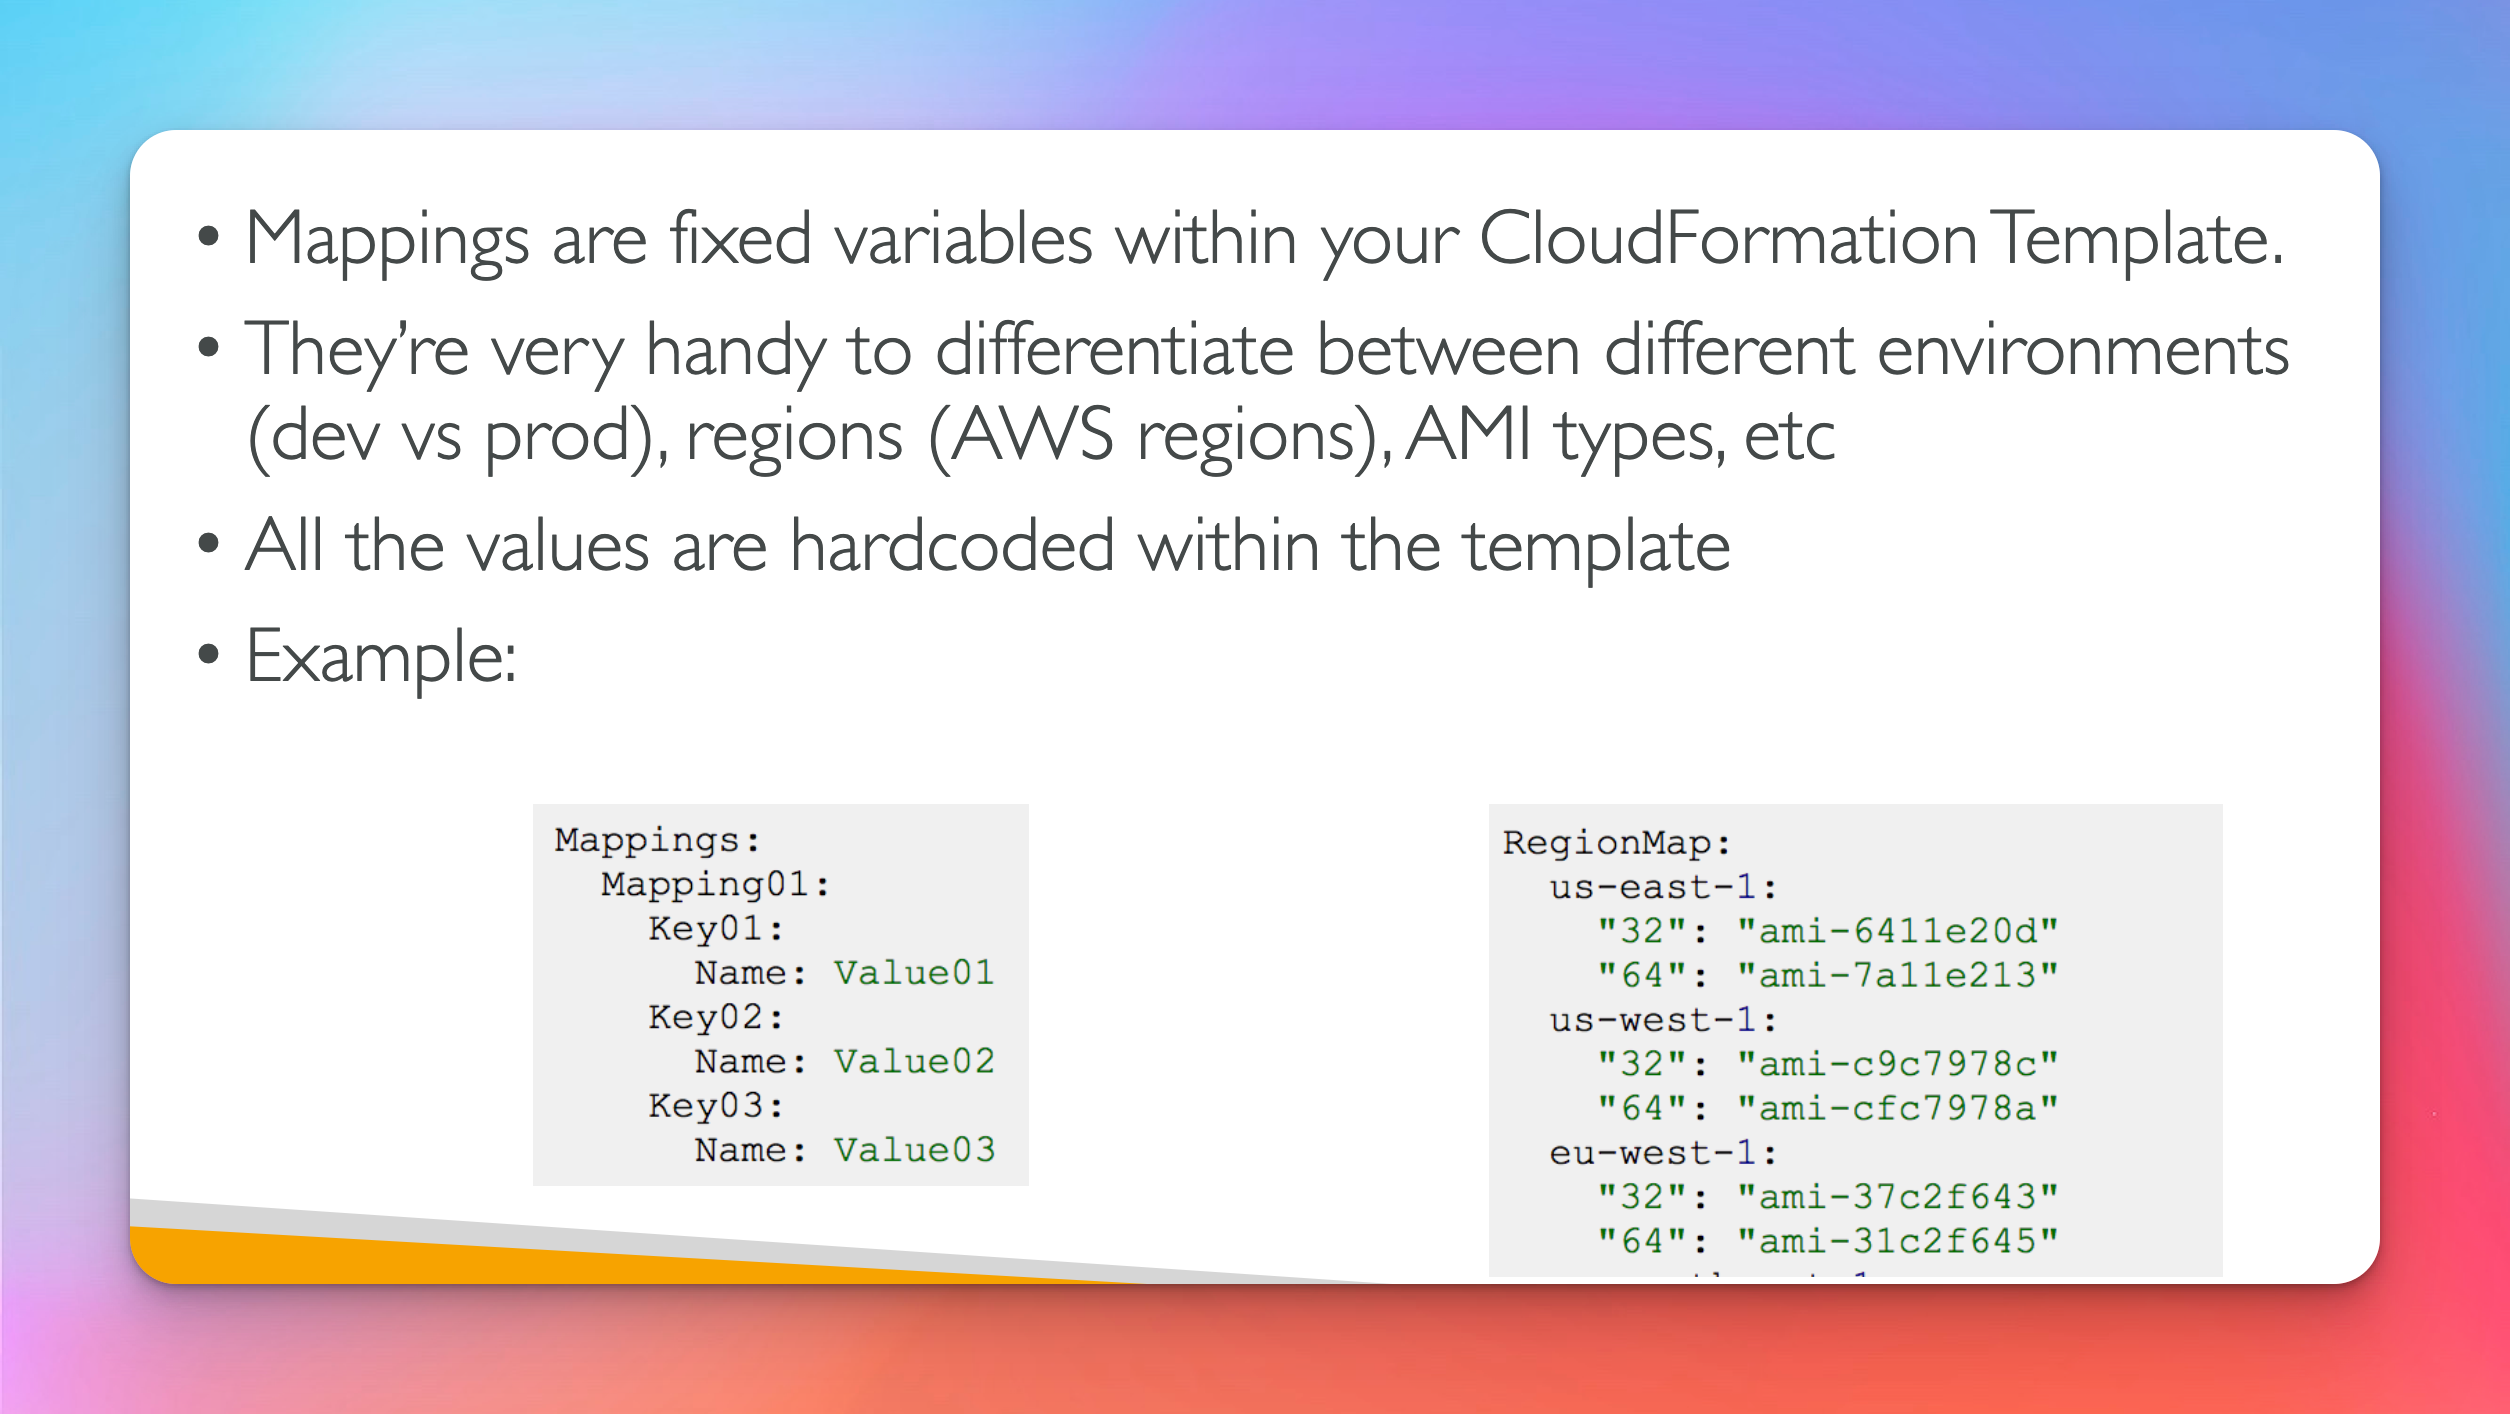 • Mappings are fixed variables within your CloudFormation Template.
• They’re very handy to differentiate between different environments
(dev vs prod), regions (AWS regions), AMI types, etc
• All the values are hardcoded within the template
• Example:
Mappings:
  Mapping01:
    Key01:
      Name: Value01
    Key02:
      Name: Value02
    Key03:
      Name: Value03
RegionMap:
  us-east-1:
    "32": "ami-6411e20d"
    "64": "ami-7a11e213"
  us-west-1:
    "32": "ami-c9c7978c"
    "64": "ami-cfc7978a"
  eu-west-1:
    "32": "ami-37c2f643"
    "64": "ami-31c2f645"